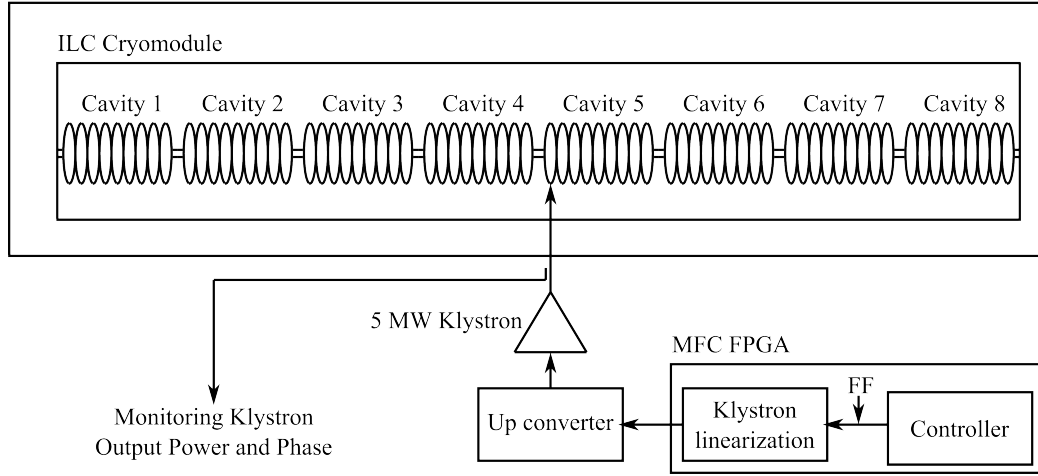 ILC Cryomodule
Cavity 1 Cavity 2 Cavity 3 Cavity 4 Cavity 5 Cavity 6 Cavity 7 Cavity 8
5 MW Klystron
MFC FPGA
FF
Monitoring Klystron
Output Power and Phase
Up converter
Klystron
linearization
Controller